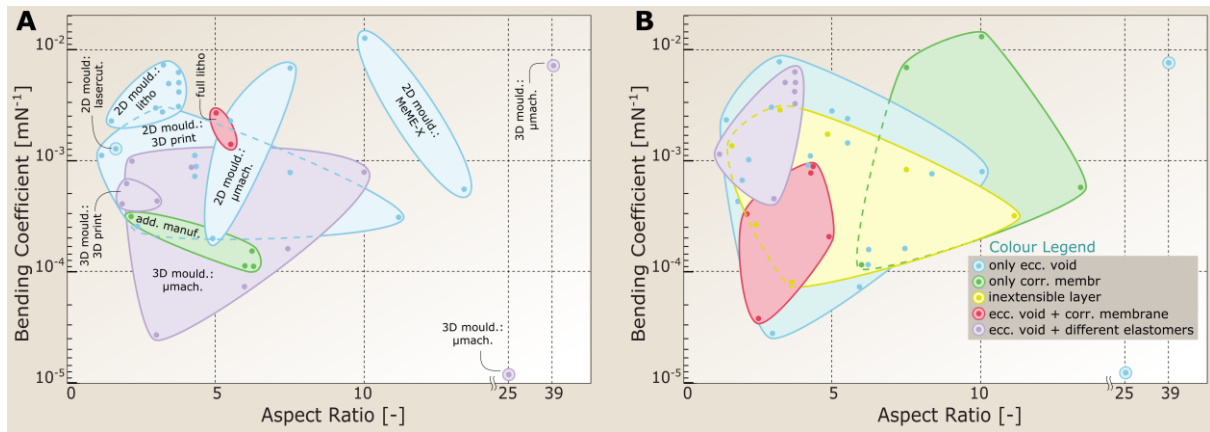 A
Bending Coefficient [mN-1]
10-2
10-3
10-4
10-5
0
5
10
25
39
Aspect Ratio [-]
2D mould.:
lasercut.
2D mould.:
litho
full litho
2D mould.:
3D print
2D mould.:
µmach.
2D mould.:
MeME-X
3D mould.:
µmach.
3D mould.:
3D print
add. manuf.
3D mould.:
µmach.
3D mould.:
µmach.
B
Bending Coefficient [mN-1]
10-2
10-3
10-4
10-5
0
5
10
25
39
Aspect Ratio [-]
Colour Legend
only ecc. void
only corr. membr
inextensible layer
ecc. void + corr. membrane
ecc. void + different elastomers